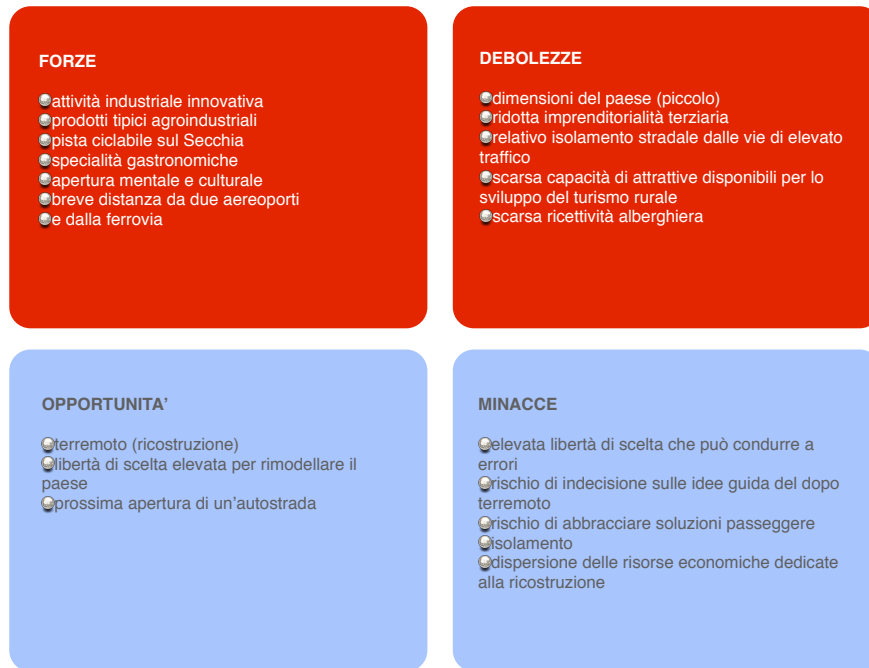 FORZE
attività industriale innovativa
prodotti tipici agroindustriali
pista ciclabile sul Secchia
specialità gastronomiche
apertura mentale e culturale
breve distanza da due aereoporti
e dalla ferrovia
DEBOLEZZE
dimensioni del paese (piccolo)
ridotta imprenditorialità terziaria
relativo isolamento stradale dalle vie di elevato
traffico
scarsa capacità di attrattive disponibili per lo
sviluppo del turismo rurale
scarsa ricettività alberghiera
OPPORTUNITA’
terremoto (ricostruzione)
libertà di scelta elevata per rimodellare il
paese
prossima apertura di un’autostrada
MINACCE
elevata libertà di scelta che può condurre a
errori
rischio di indecisione sulle idee guida del dopo
terremoto
rischio di abbracciare soluzioni passeggere
isolamento
dispersione delle risorse economiche dedicate
alla ricostruzione